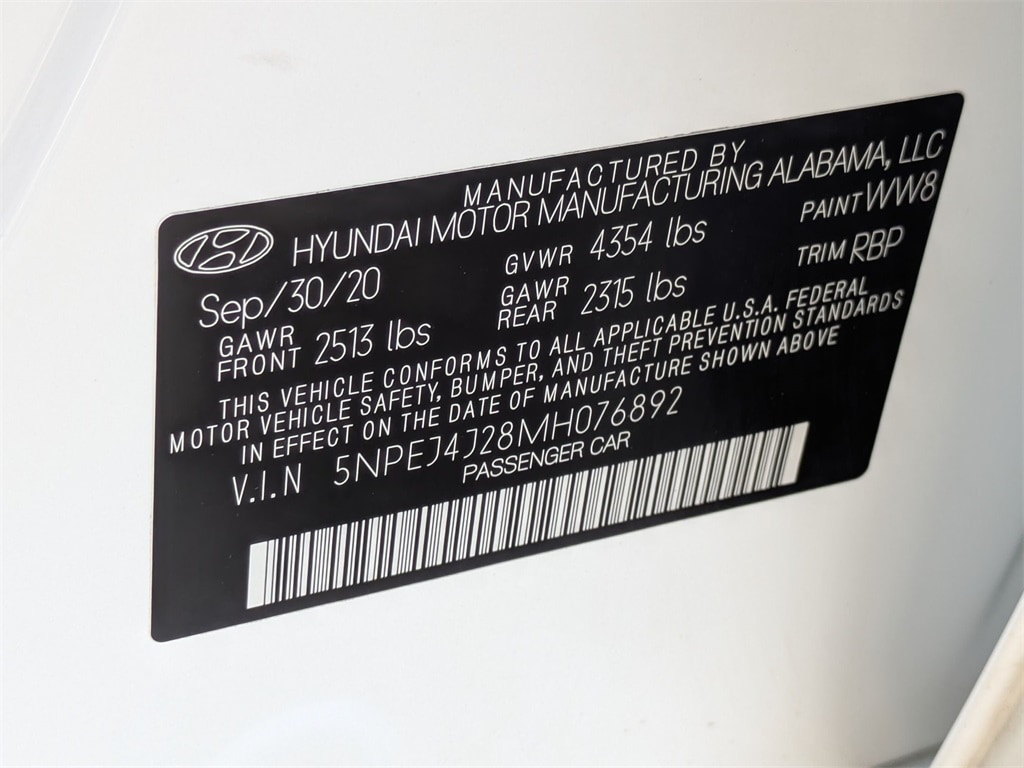 MANUFACTURED BY
HYUNDAI MOTOR MANUFACTURING ALABAMA, LLC
Sep/30/20 GVWR 4354 lbs PAINT WW8
GAWR FRONT 2513 lbs GAWR REAR 2315 lbs TRIM RBP
THIS VEHICLE CONFORMS TO ALL APPLICABLE U.S.A. FEDERAL
MOTOR VEHICLE SAFETY, BUMPER, AND THEFT PREVENTION STANDARDS
IN EFFECT ON THE DATE OF MANUFACTURE SHOWN ABOVE
V.I.N 5NPEJ4J28MH076892
PASSENGER CAR